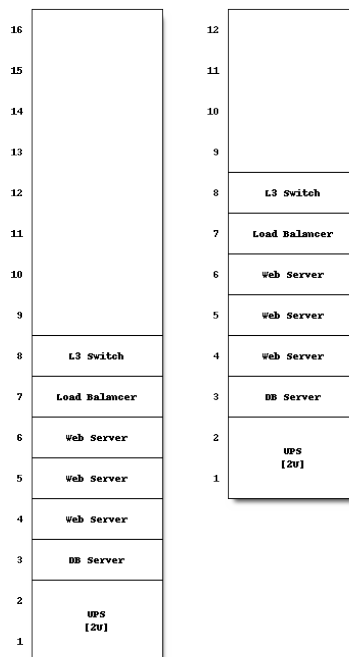 16
15
14
13
12
11
10
9
8 L3 Switch
7 Load Balancer
6 Web Server
5 Web Server
4 Web Server
3 DB Server
2
UPS
[2U]
1
12
11
10
9
8 L3 Switch
7 Load Balancer
6 Web Server
5 Web Server
4 Web Server
3 DB Server
2
UPS
[2U]
1